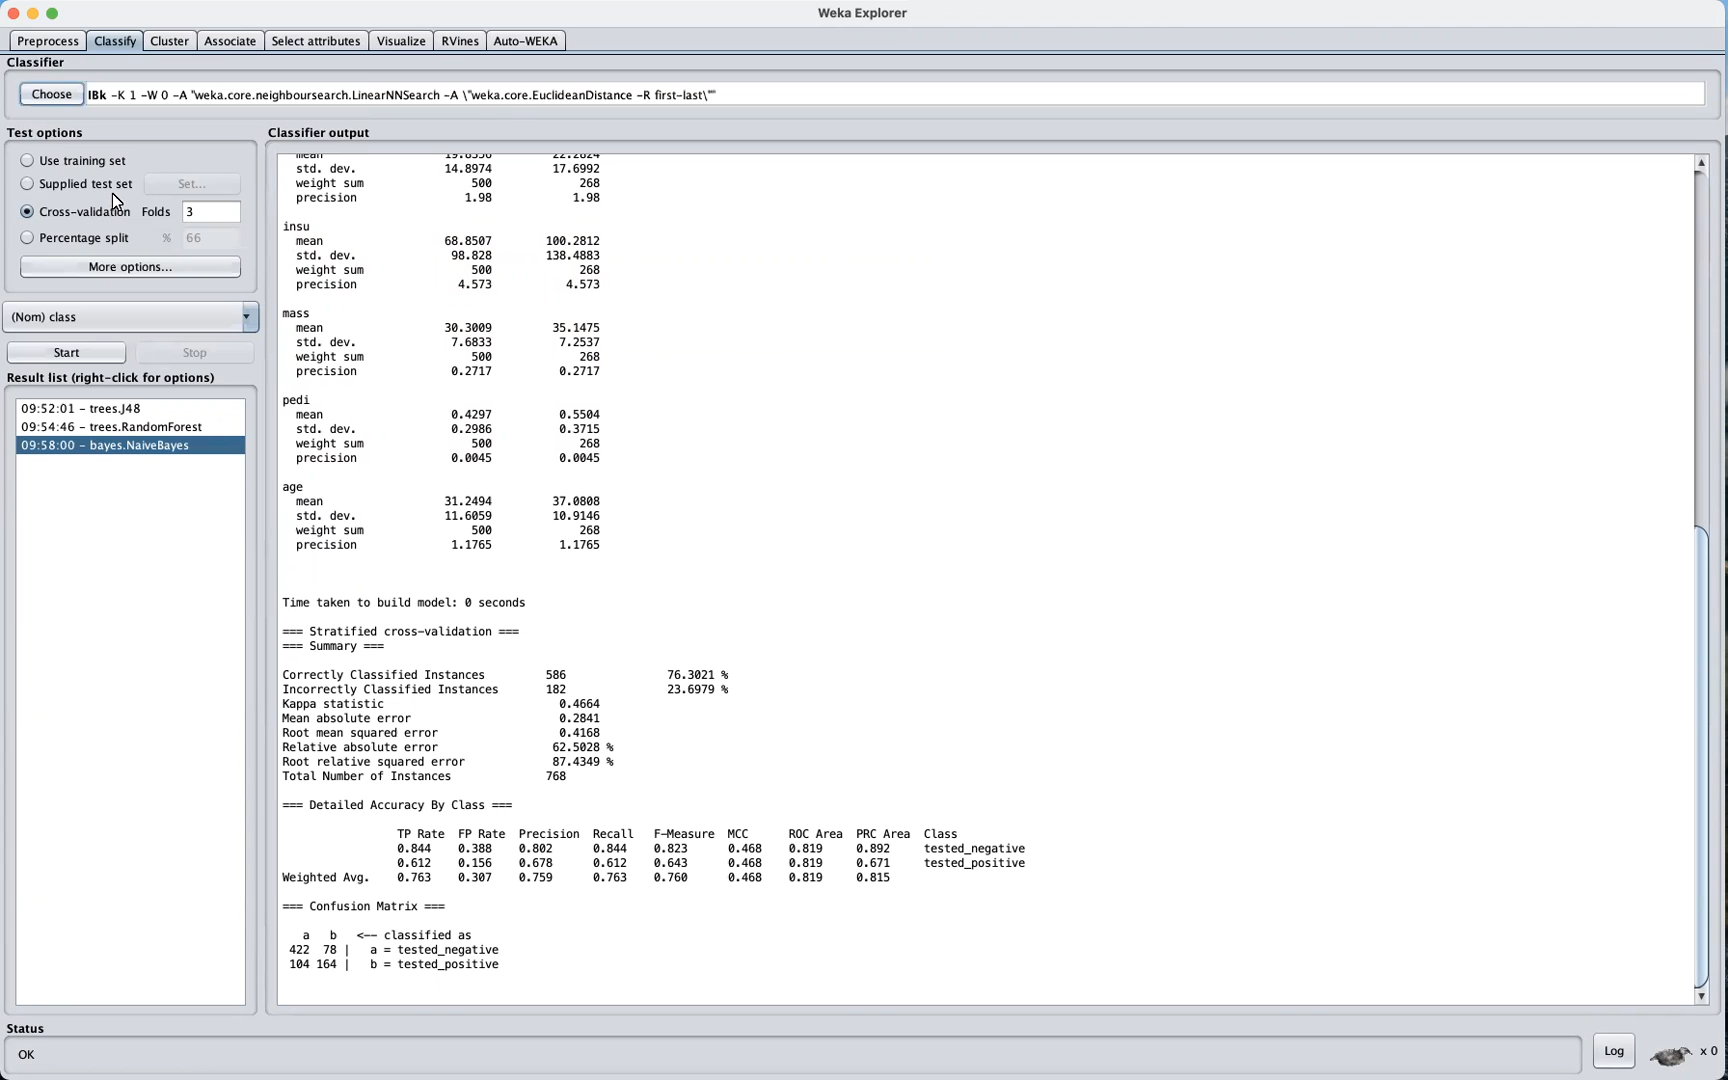 Weka Explorer
Preprocess Classify Cluster Associate Select attributes Visualize RVines Auto-WEKA
Classifier
Choose IBk -K 1 -W 0 -A "weka.core.neighboursearch.LinearNNSearch -A \"weka.core.EuclideanDistance -R first-last\""
Test options
Use training set
Supplied test set Set...
Cross-validation Folds 3
Percentage split % 66
More options...
(Nom) class
Start Stop
Result list (right-click for options)
09:52:01 - trees.J48
09:54:46 - trees.RandomForest
09:58:00 - bayes.NaiveBayes
Classifier output
mean
std. dev. 14.8974 17.6992
weight sum 500 268
precision 1.98 1.98
insu
mean 68.8507 100.2812
std. dev. 98.828 138.4883
weight sum 500 268
precision 4.573 4.573
mass
mean 30.3009 35.1475
std. dev. 7.6833 7.2537
weight sum 500 268
precision 0.2717 0.2717
pedi
mean 0.4297 0.5504
std. dev. 0.2986 0.3715
weight sum 500 268
precision 0.0045 0.0045
age
mean 31.2494 37.0808
std. dev. 11.6059 10.9146
weight sum 500 268
precision 1.1765 1.1765
Time taken to build model: 0 seconds
=== Stratified cross-validation ===
=== Summary ===
Correctly Classified Instances 586 76.3021 %
Incorrectly Classified Instances 182 23.6979 %
Kappa statistic 0.4664
Mean absolute error 0.2841
Root mean squared error 0.4168
Relative absolute error 62.5028 %
Root relative squared error 87.4349 %
Total Number of Instances 768
=== Detailed Accuracy By Class ===
TP Rate FP Rate Precision Recall F-Measure MCC ROC Area PRC Area Class
0.844 0.388 0.802 0.844 0.823 0.468 0.819 0.892 tested_negative
0.612 0.156 0.678 0.612 0.643 0.468 0.819 0.671 tested_positive
Weighted Avg. 0.763 0.307 0.759 0.763 0.760 0.468 0.819 0.815
=== Confusion Matrix ===
a b <-- classified as
422 78 | a = tested_negative
104 164 | b = tested_positive
Status
OK
Log x 0